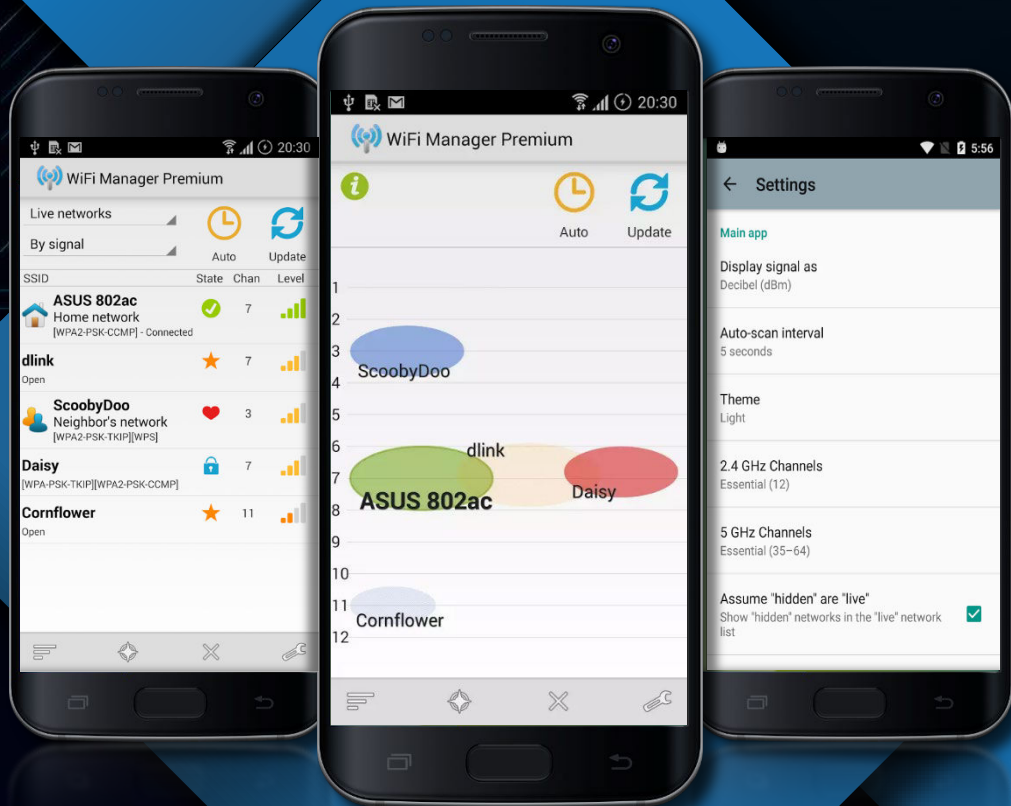 20:30
WiFi Manager Premium
Live networks
By signal
Auto
Update
SSID State Chan Level
ASUS 802ac
Home network
[WPA2-PSK-CCMP] - Connected
7
dlink
Open
7
ScoobyDoo
Neighbor's network
[WPA2-PSK-TKIP][WPS]
3
Daisy
[WPA-PSK-TKIP][WPA2-PSK-CCMP]
7
Cornflower
Open
11
20:30
WiFi Manager Premium
i
Auto
Update
1
2
3
ScoobyDoo
4
5
6
dlink
7
Daisy
ASUS 802ac
8
9
10
11
Cornflower
12
5:56
Settings
Main app
Display signal as
Decibel (dBm)
Auto-scan interval
5 seconds
Theme
Light
2.4 GHz Channels
Essential (12)
5 GHz Channels
Essential (35–64)
Assume "hidden" are "live"
Show "hidden" networks in the "live" network
list